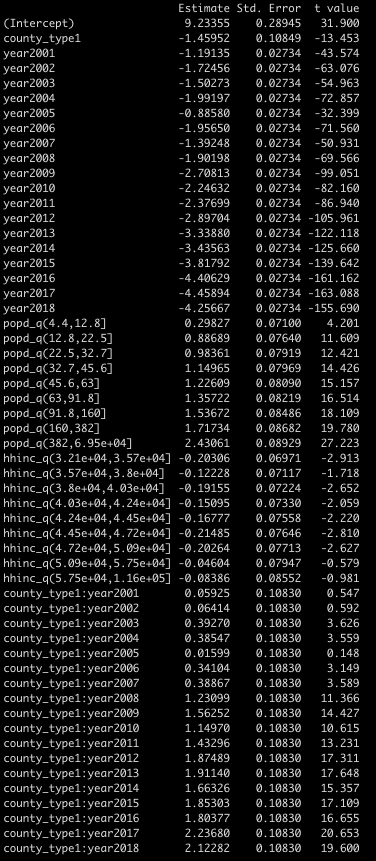 Estimate Std. Error t value
(Intercept) 9.23355 0.28945 31.900
county_type1 -1.45952 0.10849 -13.453
year2001 -1.19135 0.02734 -43.574
year2002 -1.72456 0.02734 -63.076
year2003 -1.50273 0.02734 -54.963
year2004 -1.99197 0.02734 -72.857
year2005 -0.88580 0.02734 -32.399
year2006 -1.95650 0.02734 -71.560
year2007 -1.39248 0.02734 -50.931
year2008 -1.90198 0.02734 -69.566
year2009 -2.70813 0.02734 -99.051
year2010 -2.24632 0.02734 -82.160
year2011 -2.37699 0.02734 -86.940
year2012 -2.89704 0.02734 -105.961
year2013 -3.33880 0.02734 -122.118
year2014 -3.43563 0.02734 -125.660
year2015 -3.81792 0.02734 -139.642
year2016 -4.40629 0.02734 -161.162
year2017 -4.45894 0.02734 -163.088
year2018 -4.25667 0.02734 -155.690
popd_q(4.4,12.8] 0.29827 0.07100 4.201
popd_q(12.8,22.5] 0.88689 0.07640 11.609
popd_q(22.5,32.7] 0.98361 0.07919 12.421
popd_q(32.7,45.6] 1.14965 0.07969 14.426
popd_q(45.6,63] 1.22609 0.08090 15.157
popd_q(63,91.8] 1.35722 0.08219 16.514
popd_q(91.8,160] 1.53672 0.08486 18.109
popd_q(160,382] 1.71734 0.08682 19.780
popd_q(382,6.95e+04] 2.43061 0.08929 27.223
hhinc_q(3.21e+04,3.57e+04] -0.20306 0.06971 -2.913
hhinc_q(3.57e+04,3.8e+04] -0.12228 0.07117 -1.718
hhinc_q(3.8e+04,4.03e+04] -0.19155 0.07224 -2.652
hhinc_q(4.03e+04,4.24e+04] -0.15095 0.07330 -2.059
hhinc_q(4.24e+04,4.45e+04] -0.16777 0.07558 -2.220
hhinc_q(4.45e+04,4.72e+04] -0.21485 0.07646 -2.810
hhinc_q(4.72e+04,5.09e+04] -0.20264 0.07713 -2.627
hhinc_q(5.09e+04,5.75e+04] -0.04604 0.07947 -0.579
hhinc_q(5.75e+04,1.16e+05] -0.08386 0.08552 -0.981
county_type1:year2001 0.05925 0.10830 0.547
county_type1:year2002 0.06414 0.10830 0.592
county_type1:year2003 0.39270 0.10830 3.626
county_type1:year2004 0.38547 0.10830 3.559
county_type1:year2005 0.01599 0.10830 0.148
county_type1:year2006 0.34104 0.10830 3.149
county_type1:year2007 0.38867 0.10830 3.589
county_type1:year2008 1.23099 0.10830 11.366
county_type1:year2009 1.56252 0.10830 14.427
county_type1:year2010 1.14970 0.10830 10.615
county_type1:year2011 1.43296 0.10830 13.231
county_type1:year2012 1.87489 0.10830 17.311
county_type1:year2013 1.91140 0.10830 17.648
county_type1:year2014 1.66326 0.10830 15.357
county_type1:year2015 1.85303 0.10830 17.109
county_type1:year2016 1.80377 0.10830 16.655
county_type1:year2017 2.23680 0.10830 20.653
county_type1:year2018 2.12282 0.10830 19.600